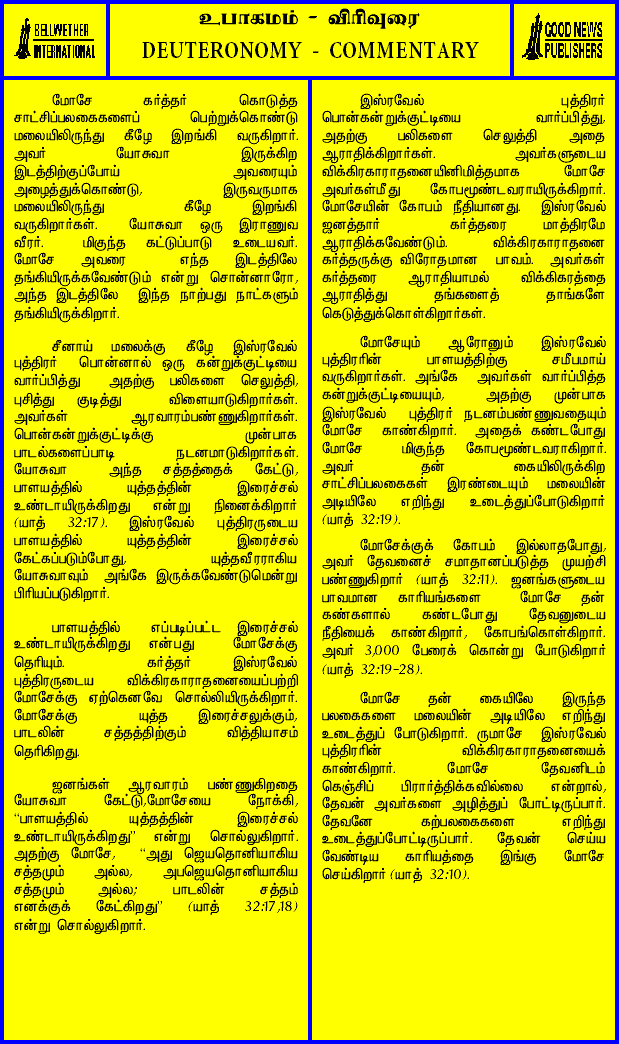 BELLWETHER
INTERNATIONAL
உபாகமம் - விரிவுரை
DEUTERONOMY - COMMENTARY
GOOD NEWS
PUBLISHERS
மோசே கர்த்தர் கொடுத்த
சாட்சிப்பலகைகளைப் பெற்றுக்கொண்டு
மலையிலிருந்து கீழே இறங்கி வருகிறார்.
அவர் யோசுவா இருக்கிற
இடத்திற்குப்போய் அவரையும்
அழைத்துக்கொண்டு, இருவருமாக
மலையிலிருந்து கீழே இறங்கி
வருகிறார்கள். யோசுவா ஒரு இராணுவ
வீரர். மிகுந்த கட்டுப்பாடு உடையவர்.
மோசே அவரை எந்த இடத்திலே
தங்கியிருக்கவேண்டும் என்று சொன்னாரோ,
அந்த இடத்திலே இந்த நாற்பது நாட்களும்
தங்கியிருக்கிறார்.
சீனாய் மலைக்கு கீழே இஸ்ரவேல்
புத்திரர் பொன்னால் ஒரு கன்றுக்குட்டியை
வார்ப்பித்து அதற்கு பலிகளை செலுத்தி,
புசித்து குடித்து விளையாடுகிறார்கள்.
அவர்கள் ஆரவாரம்பண்ணுகிறார்கள்.
பொன்கன்றுக்குட்டிக்கு முன்பாக
பாடல்களைப்பாடி நடனமாடுகிறார்கள்.
யோசுவா அந்த சத்தத்தைக் கேட்டு,
பாளயத்தில் யுத்தத்தின் இரைச்சல்
உண்டாயிருக்கிறது என்று நினைக்கிறார்
(யாத் 32:17). இஸ்ரவேல் புத்திரருடைய
பாளயத்தில் யுத்தத்தின் இரைச்சல்
கேட்கப்படும்போது, யுத்தவீரராகிய
யோசுவாவும் அங்கே இருக்கவேண்டுமென்று
பிரியப்படுகிறார்.
பாளயத்தில் எப்படிப்பட்ட இரைச்சல்
உண்டாயிருக்கிறது என்பது மோசேக்கு
தெரியும். கர்த்தர் இஸ்ரவேல்
புத்திரருடைய விக்கிரகாராதனையைப்பற்றி
மோசேக்கு ஏற்கெனவே சொல்லியிருக்கிறார்.
மோசேக்கு யுத்த இரைச்சலுக்கும்,
பாடலின் சத்தத்திற்கும் வித்தியாசம்
தெரிகிறது.
ஜனங்கள் ஆரவாரம் பண்ணுகிறதை
யோசுவா கேட்டு,மோசேயை நோக்கி,
"பாளயத்தில் யுத்தத்தின் இரைச்சல்
உண்டாயிருக்கிறது" என்று சொல்லுகிறார்.
அதற்கு மோசே, "அது ஜெயதொனியாகிய
சத்தமும் அல்ல, அபஜெயதொனியாகிய
சத்தமும் அல்ல; பாடலின் சத்தம்
எனக்குக் கேட்கிறது" (யாத் 32:17,18)
என்று சொல்லுகிறார்.
இஸ்ரவேல் புத்திரர்
பொன்கன்றுக்குட்டியை வார்ப்பித்து,
அதற்கு பலிகளை செலுத்தி அதை
ஆராதிக்கிறார்கள். அவர்களுடைய
விக்கிரகாராதனையினிமித்தமாக மோசே
அவர்கள்மீது கோபமூண்டவராயிருக்கிறார்.
மோசேயின் கோபம் நீதியானது. இஸ்ரவேல்
ஜனத்தார் கர்த்தரை மாத்திரமே
ஆராதிக்கவேண்டும். விக்கிரகாராதனை
கர்த்தருக்கு விரோதமான பாவம். அவர்கள்
கர்த்தரை ஆராதியாமல் விக்கிகரத்தை
ஆராதித்து தங்களைத் தாங்களே
கெடுத்துக்கொள்கிறார்கள்.
மோசேயும் ஆரோனும் இஸ்ரவேல்
புத்திரரின் பாளயத்திற்கு சமீபமாய்
வருகிறார்கள். அங்கே அவர்கள் வார்ப்பித்த
கன்றுக்குட்டியையும், அதற்கு முன்பாக
இஸ்ரவேல் புத்திரர் நடனம்பண்ணுவதையும்
மோசே காண்கிறார். அதைக் கண்டபோது
மோசே மிகுந்த கோபமூண்டவராகிறார்.
அவர் தன் கையிலிருக்கிற
சாட்சிப்பலகைகள் இரண்டையும் மலையின்
அடியிலே எறிந்து உடைத்துப்போடுகிறார்
(யாத் 32:19).
மோசேக்குக் கோபம் இல்லாதபோது,
அவர் தேவனைச் சமாதானப்படுத்த முயற்சி
பண்ணுகிறார் (யாத் 32:11). ஜனங்களுடைய
பாவமான காரியங்களை மோசே தன்
கண்களால் கண்டபோது தேவனுடைய
நீதியைக் காண்கிறார், கோபங்கொள்கிறார்.
அவர் 3,000 பேரைக் கொன்று போடுகிறார்
(யாத் 32:19-28).
மோசே தன் கையிலே இருந்த
பலகைகளை மலையின் அடியிலே எறிந்து
உடைத்துப் போடுகிறார். ருமாசே இஸ்ரவேல்
புத்திரரின் விக்கிரகாராதனையைக்
காண்கிறார். மோசே தேவனிடம்
கெஞ்சிப் பிரார்த்திக்கவில்லை என்றால்,
தேவன் அவர்களை அழித்துப் போட்டிருப்பார்.
தேவனே கற்பலகைகளை எறிந்து
உடைத்துப்போட்டிருப்பார். தேவன் செய்ய
வேண்டிய காரியத்தை இங்கு மோசே
செய்கிறார் (யாத் 32:10).